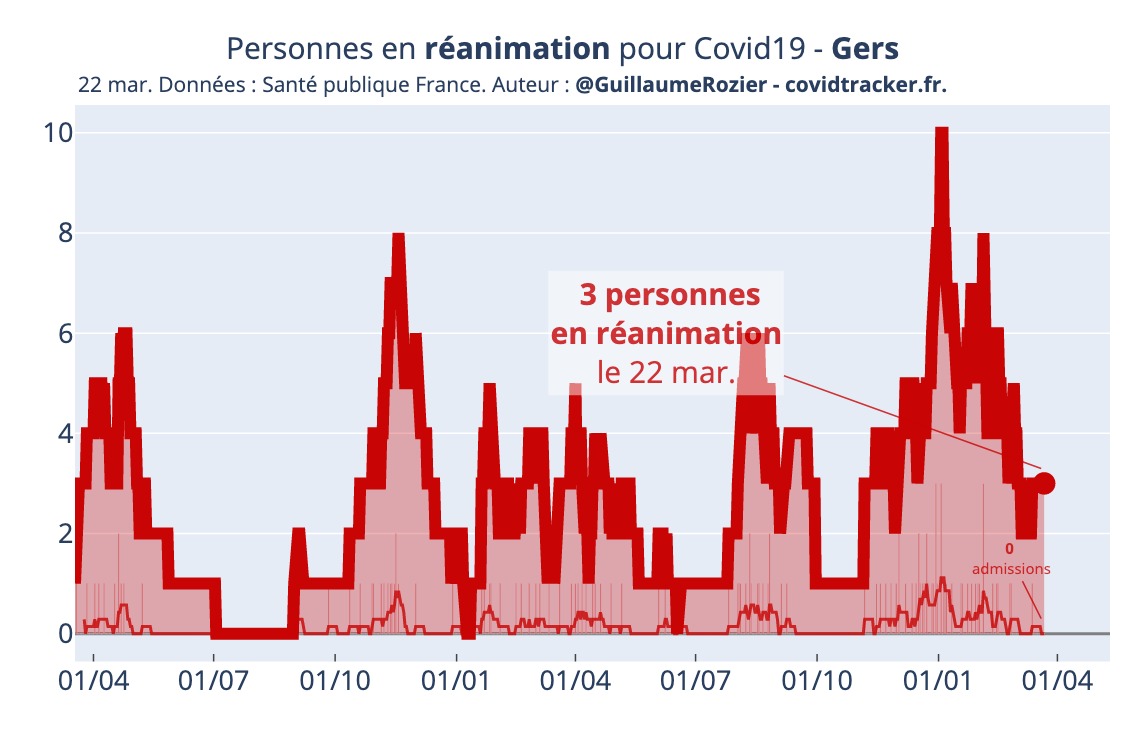 Personnes en réanimation pour Covid19 - Gers
22 mar. Données : Santé publique France. Auteur : @GuillaumeRozier - covidtracker.fr.
10
8
6
4
2
0
3 personnes
en réanimation
le 22 mar.
0
admissions
01/04
01/07
01/10
01/01
01/04
01/07
01/10
01/01
01/04